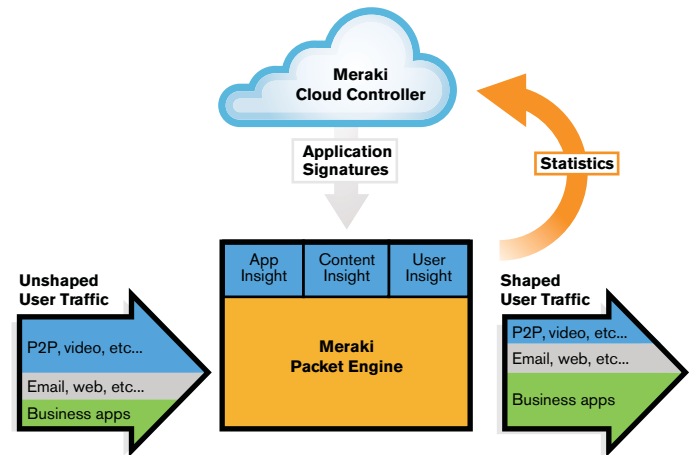 Meraki
Cloud Controller
Application
Signatures
Statistics
App
Insight
Content
Insight
User
Insight
Meraki
Packet Engine
Unshaped
User Traffic
P2P, video, etc...
Email, web, etc...
Business apps
Shaped
User Traffic
P2P, video, etc...
Email, web, etc...
Business apps